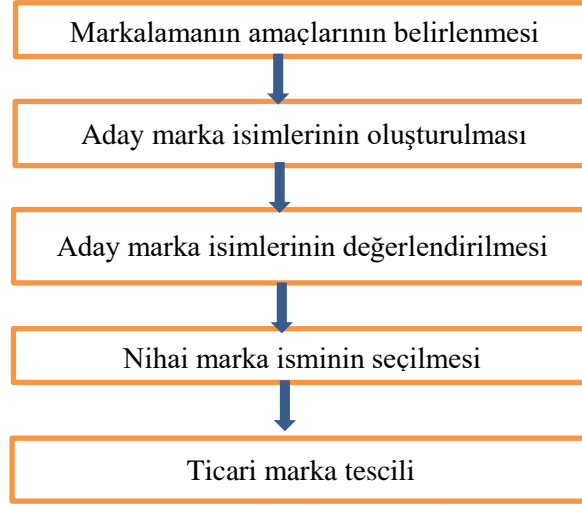 Markalamanın amaçlarının belirlenmesi
Aday marka isimlerinin oluşturulması
Aday marka isimlerinin değerlendirilmesi
Nihai marka isminin seçilmesi
Ticari marka tescili